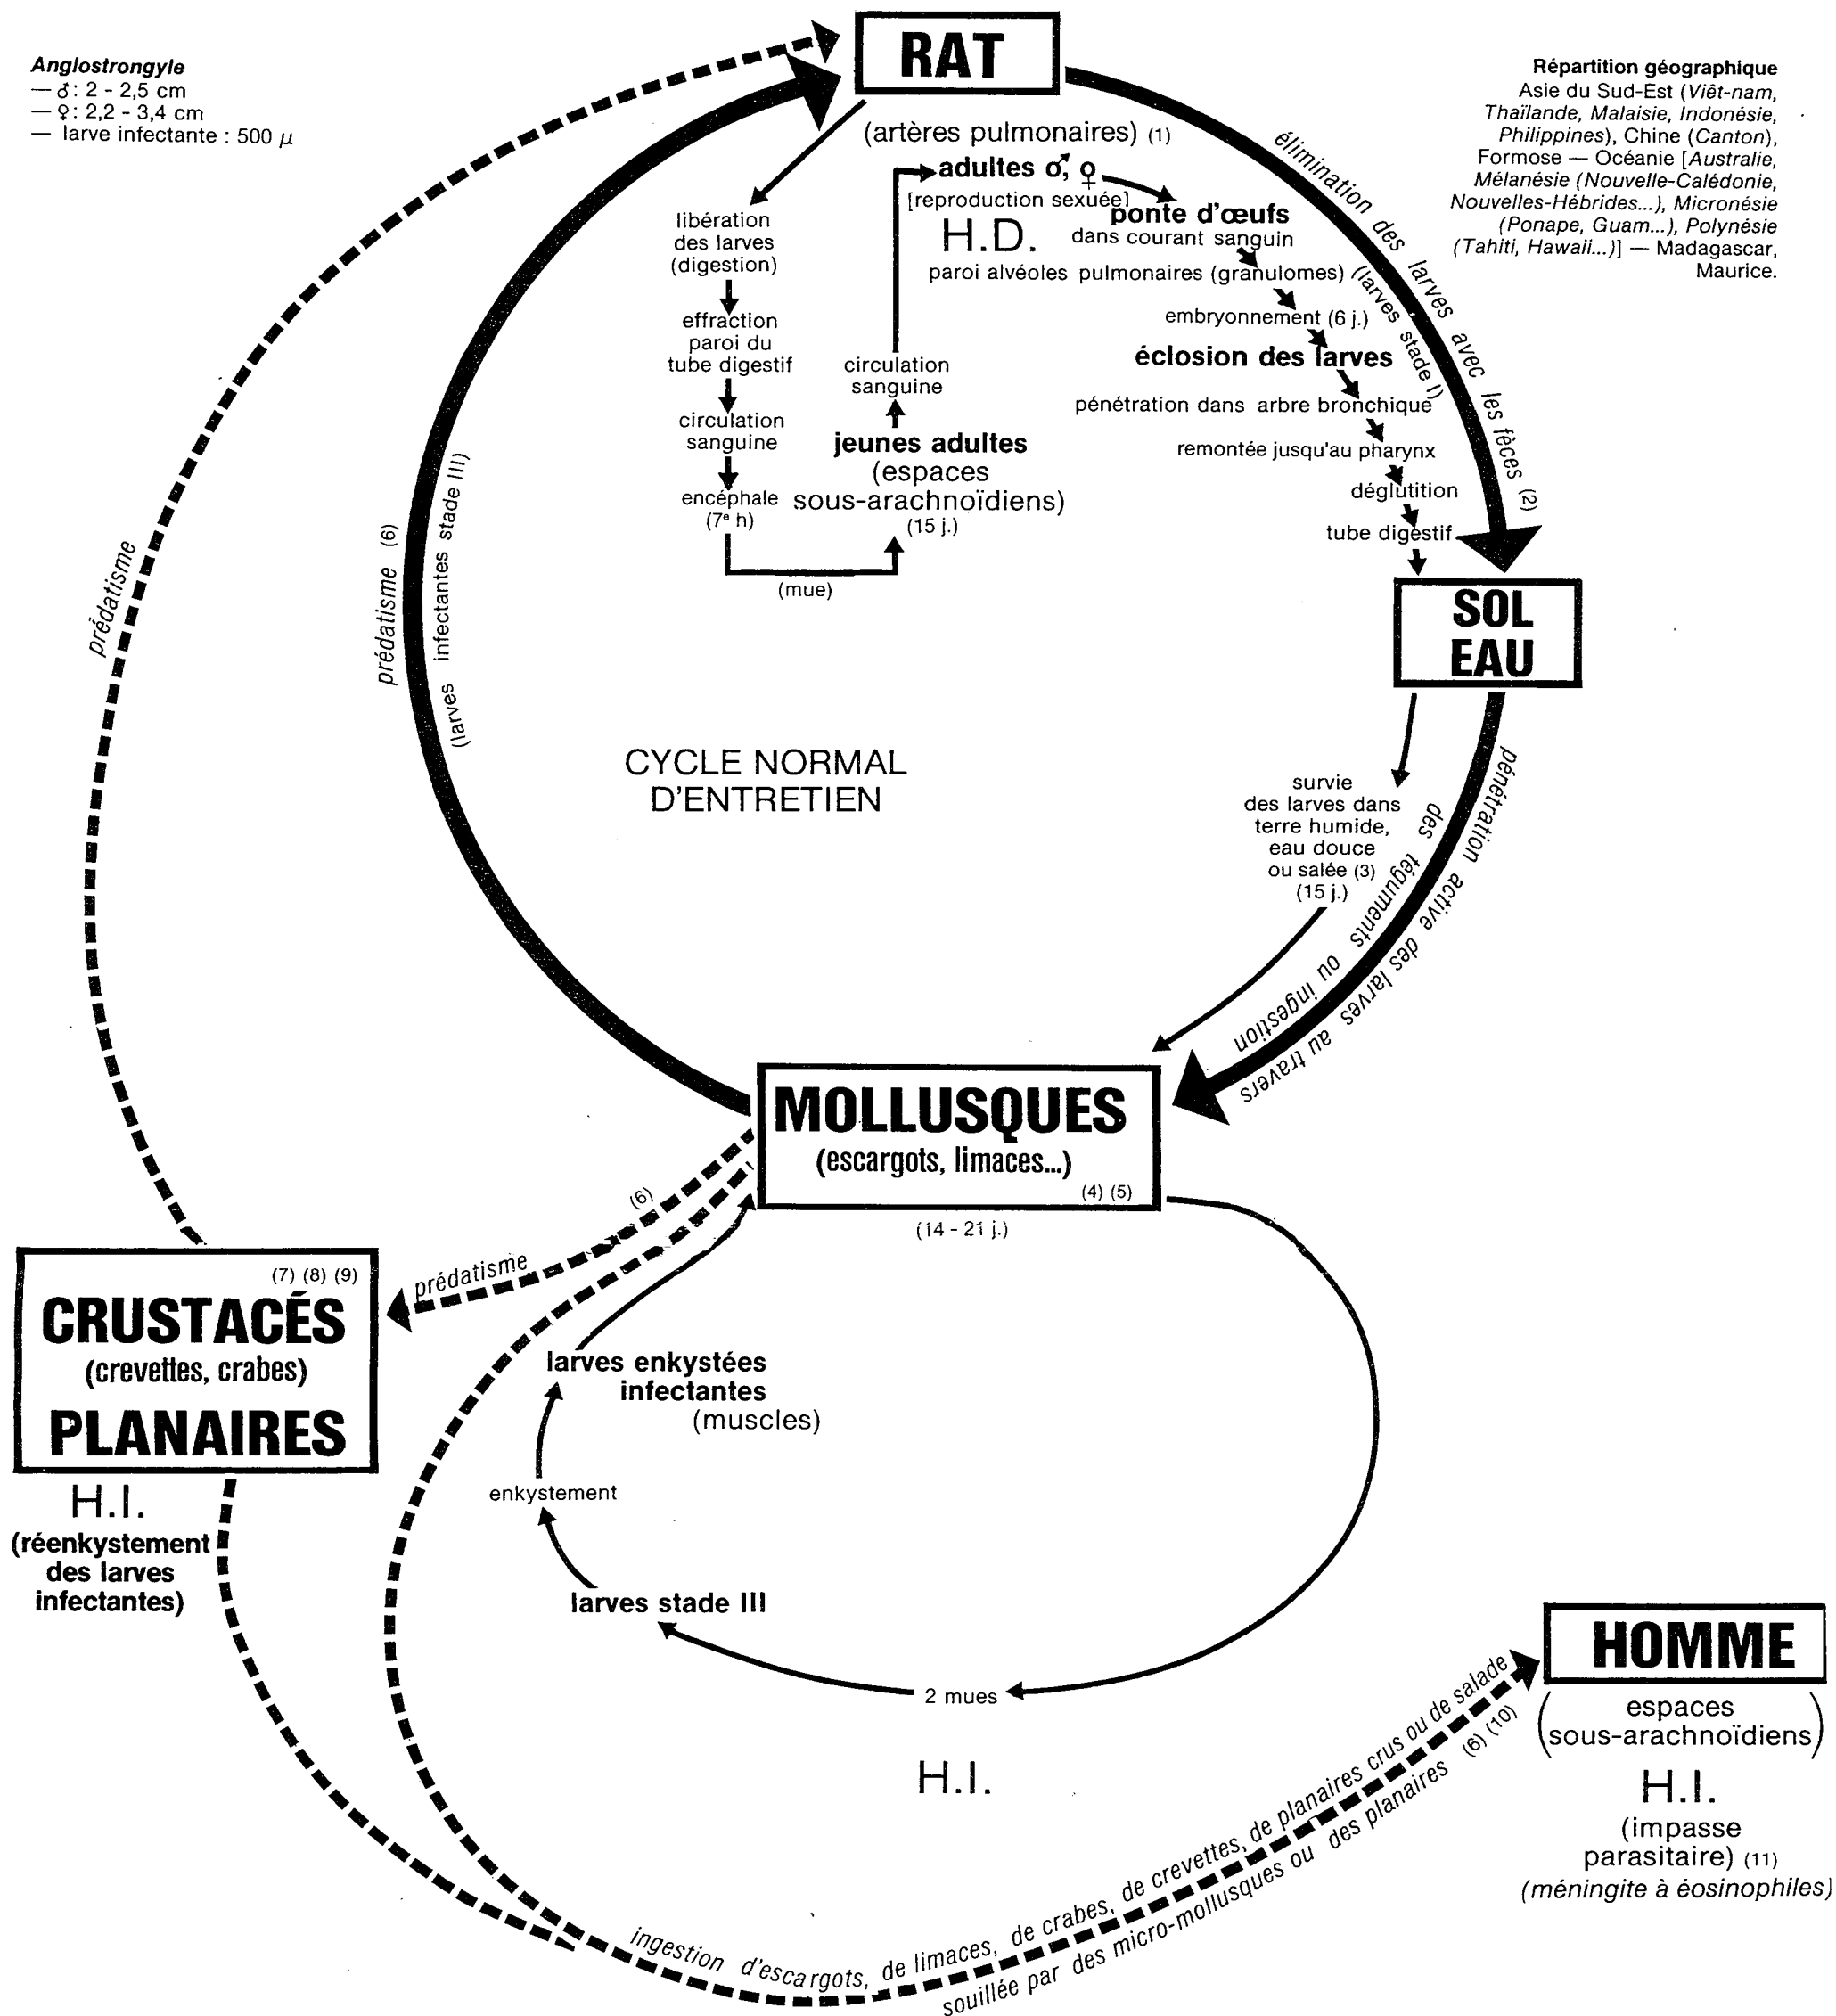 RAT
Anglostrongyle
— ♂: 2 - 2,5 cm
— ♀: 2,2 - 3,4 cm
— larve infectante : 500 µ
Répartition géographique
Asie du Sud-Est (Viêt-nam,
Thaïlande, Malaisie, Indonésie,
Philippines), Chine (Canton),
Formose — Océanie [Australie,
Mélanésie (Nouvelle-Calédonie,
Nouvelles-Hébrides...), Micronésie
(Ponape, Guam...), Polynésie
(Tahiti, Hawaii...)] — Madagascar,
Maurice.
(artères pulmonaires) (1)
adultes ♂, ♀
[reproduction sexuée]
H.D.
ponte d'œufs
dans courant sanguin
paroi alvéoles pulmonaires (granulomes)
embryonnement (6 j.)
éclosion des larves
pénétration dans arbre bronchique
remontée jusqu'au pharynx
déglutition
tube digestif
élimination des larves avec les fèces (2)
(larves stade I)
libération
des larves
(digestion)
effraction
paroi du
tube digestif
circulation
sanguine
encéphale
(7e h)
(mue)
jeunes adultes
(espaces
sous-arachnoïdiens)
(15 j.)
circulation
sanguine
prédatisme
prédatisme (6)
(larves infectantes stade III)
SOL
EAU
CYCLE NORMAL
D'ENTRETIEN
survie
des larves dans
terre humide,
eau douce
ou salée (3)
(15 j.)
pénétration active des larves au travers
des téguments ou ingestion
MOLLUSQUES
(escargots, limaces...)
(4) (5)
(14 - 21 j.)
(6)
prédatisme
(7) (8) (9)
CRUSTACÉS
(crevettes, crabes)
PLANAIRES
H.I.
(réenkystement
des larves
infectantes)
larves enkystées
infectantes
(muscles)
enkystement
larves stade III
2 mues
H.I.
HOMME
(espaces
sous-arachnoïdiens)
H.I.
(impasse
parasitaire) (11)
(méningite à éosinophiles)
ingestion d'escargots, de limaces, de crabes, de crevettes, de planaires crus ou de salade
souillée par des micro-mollusques ou des planaires (6) (10)